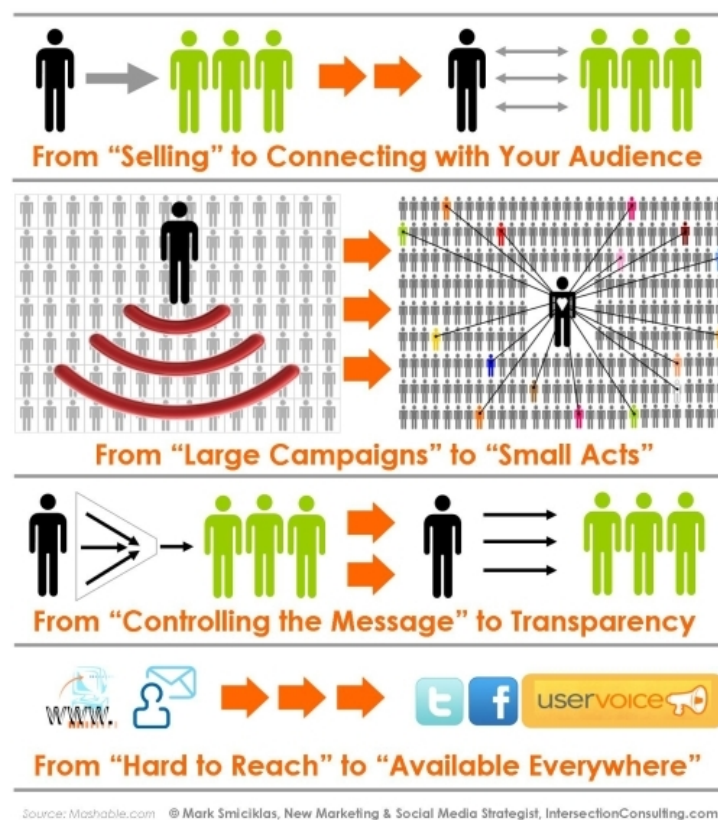 From “Selling” to Connecting with Your Audience
From “Large Campaigns” to “Small Acts”
From “Controlling the Message” to Transparency
www.
t f uservoice
From “Hard to Reach” to “Available Everywhere”
Source: Mashable.com © Mark Smiciklas, New Marketing & Social Media Strategist, IntersectionConsulting.com